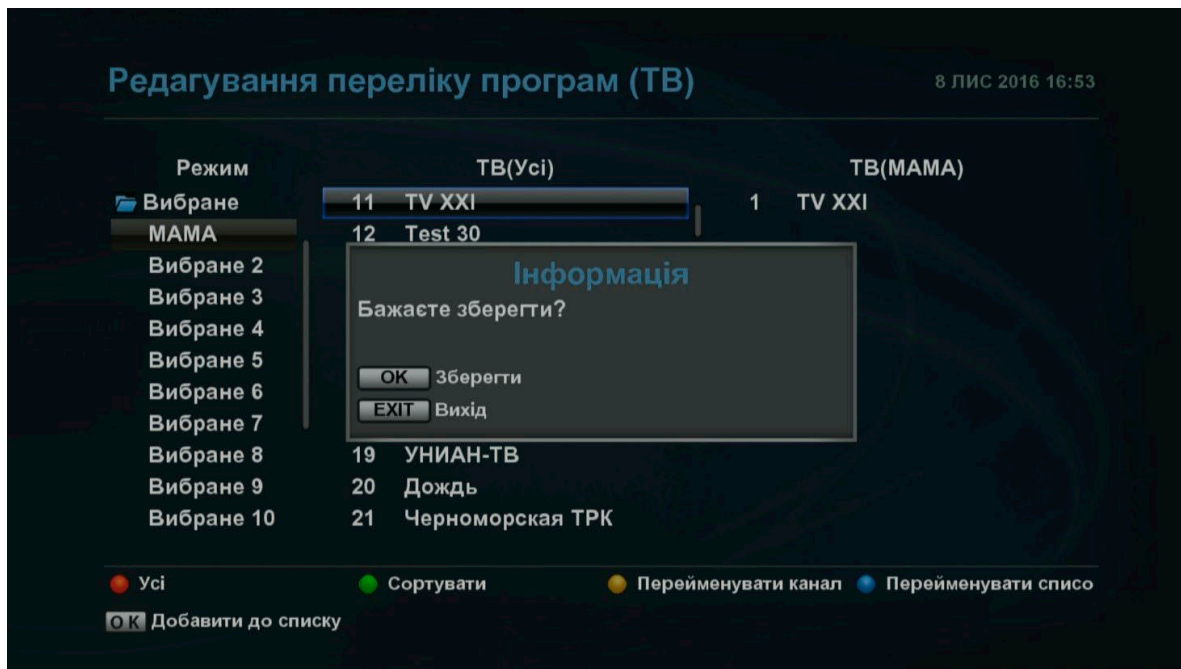 Редагування переліку програм (ТВ)
8 ЛИС 2016 16:53
Режим
ТВ(Усі)
ТВ(МАМА)
Вибране
11 TV XXI
1 TV XXI
МАМА
12 Test 30
Вибране 2
Вибране 3
Вибране 4
Вибране 5
Вибране 6
Вибране 7
Вибране 8
Вибране 9
Вибране 10
Інформація
Бажаєте зберегти?
OK Зберегти
EXIT Вихід
19 УНИАН-ТВ
20 Дождь
21 Черноморская ТРК
Усі
Сортувати
Перейменувати канал
Перейменувати списо
OK Добавити до списку